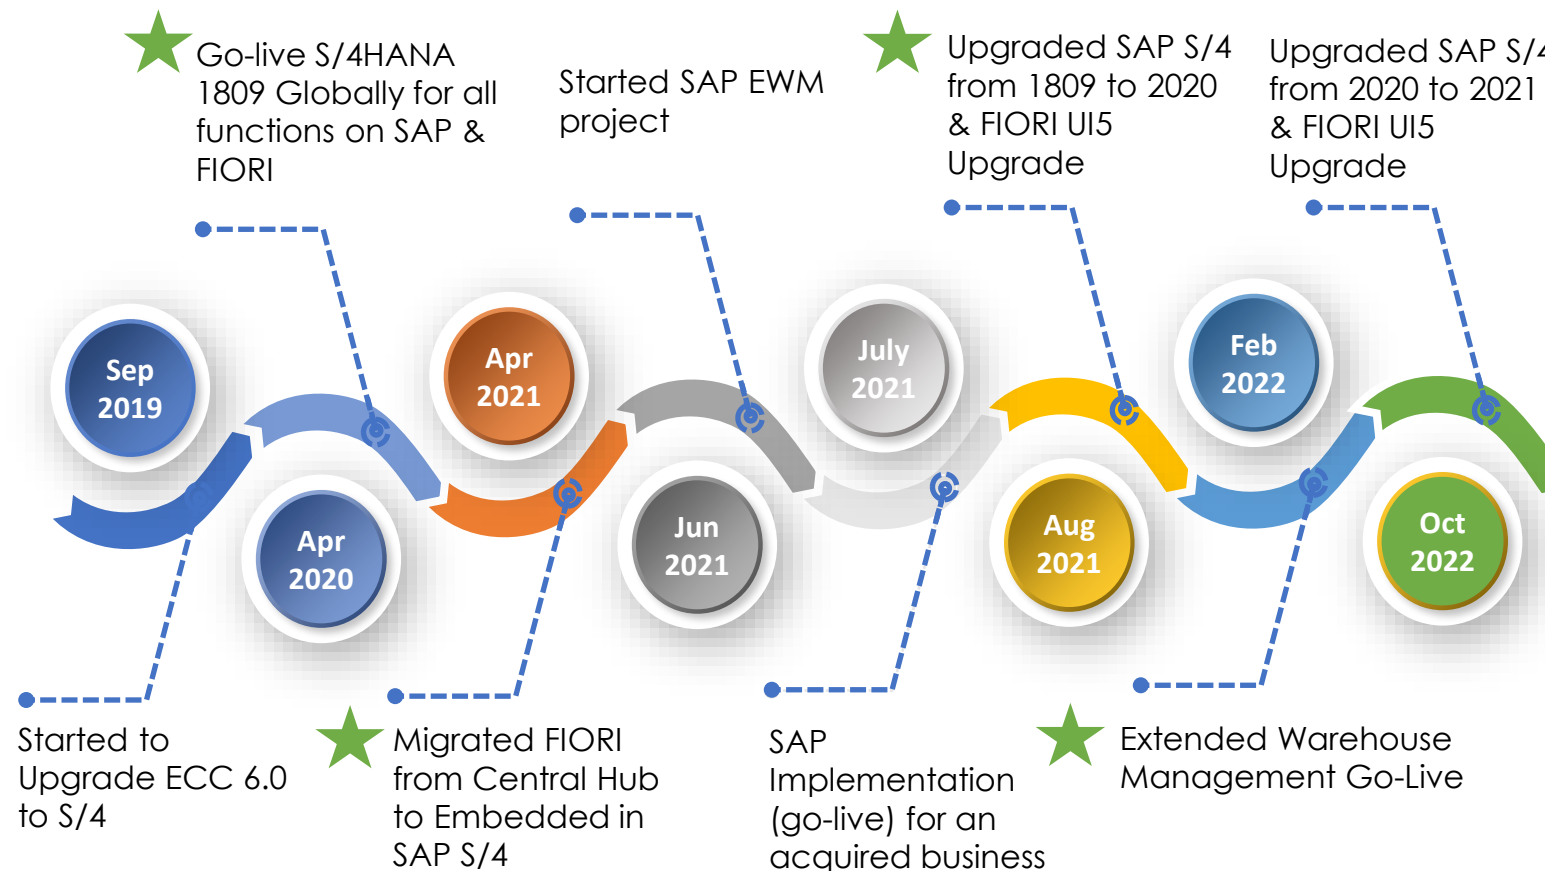 Go-live S/4HANA
1809 Globally for all
functions on SAP &
FIORI
Started SAP EWM
project
Upgraded SAP S/4
from 1809 to 2020
& FIORI UI5
Upgrade
Upgraded SAP S/4
from 2020 to 2021
& FIORI UI5
Upgrade
Sep
2019
Apr
2020
Apr
2021
Jun
2021
July
2021
Aug
2021
Feb
2022
Oct
2022
Started to
Upgrade ECC 6.0
to S/4
Migrated FIORI
from Central Hub
to Embedded in
SAP S/4
SAP
Implementation
(go-live) for an
acquired business
Extended Warehouse
Management Go-Live